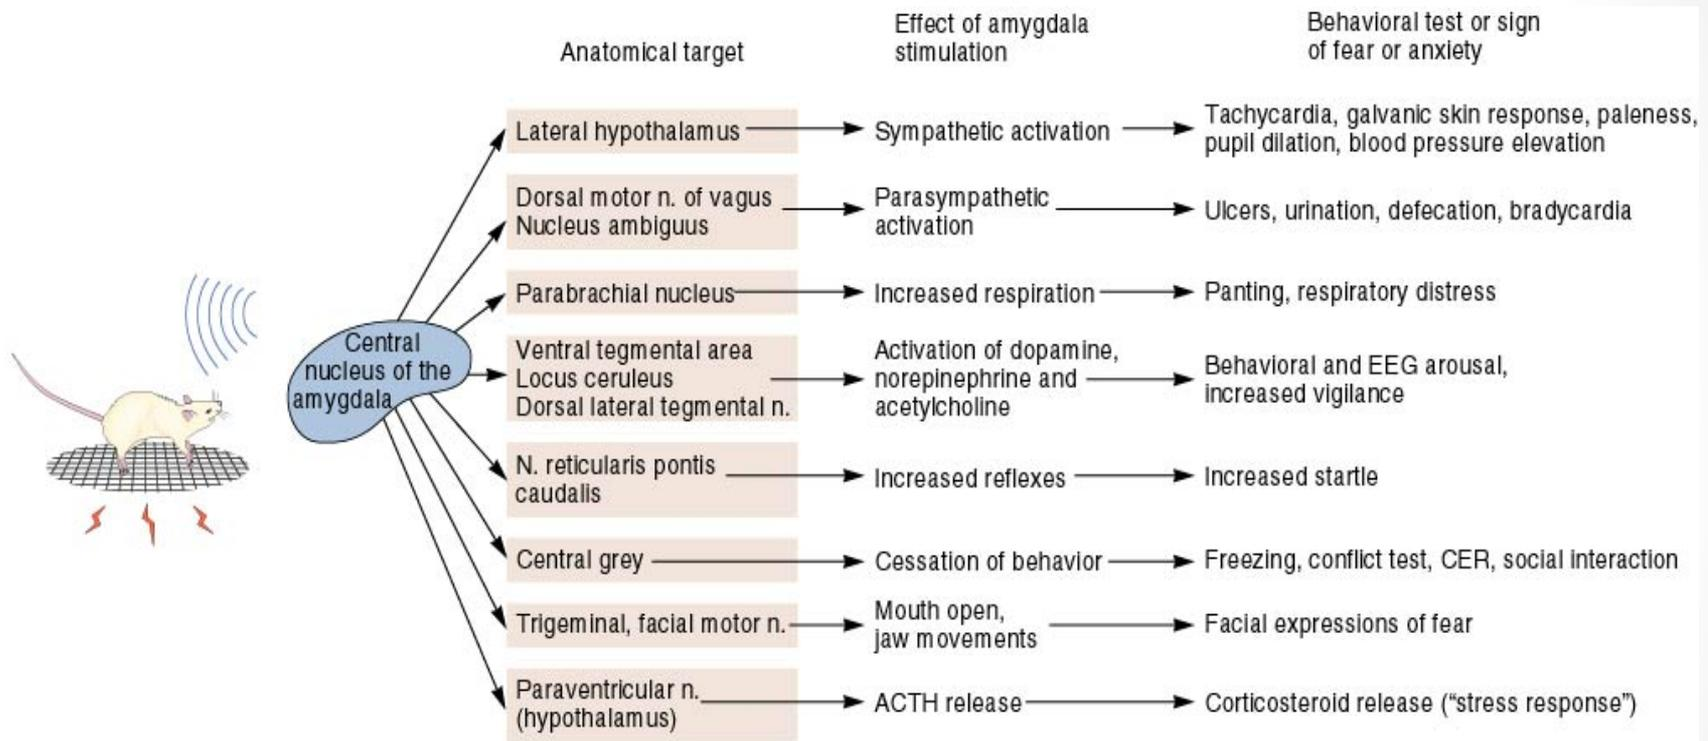 Anatomical target
Effect of amygdala
stimulation
Behavioral test or sign
of fear or anxiety
Central
nucleus of the
amygdala
Lateral hypothalamus
Sympathetic activation
Tachycardia, galvanic skin response, paleness,
pupil dilation, blood pressure elevation
Dorsal motor n. of vagus
Nucleus ambiguus
Parasympathetic
activation
Ulcers, urination, defecation, bradycardia
Parabrachial nucleus
Increased respiration
Panting, respiratory distress
Ventral tegmental area
Locus ceruleus
Dorsal lateral tegmental n.
Activation of dopamine,
norepinephrine and
acetylcholine
Behavioral and EEG arousal,
increased vigilance
N. reticularis pontis
caudalis
Increased reflexes
Increased startle
Central grey
Cessation of behavior
Freezing, conflict test, CER, social interaction
Trigeminal, facial motor n.
Mouth open,
jaw movements
Facial expressions of fear
Paraventricular n.
(hypothalamus)
ACTH release
Corticosteroid release (“stress response”)